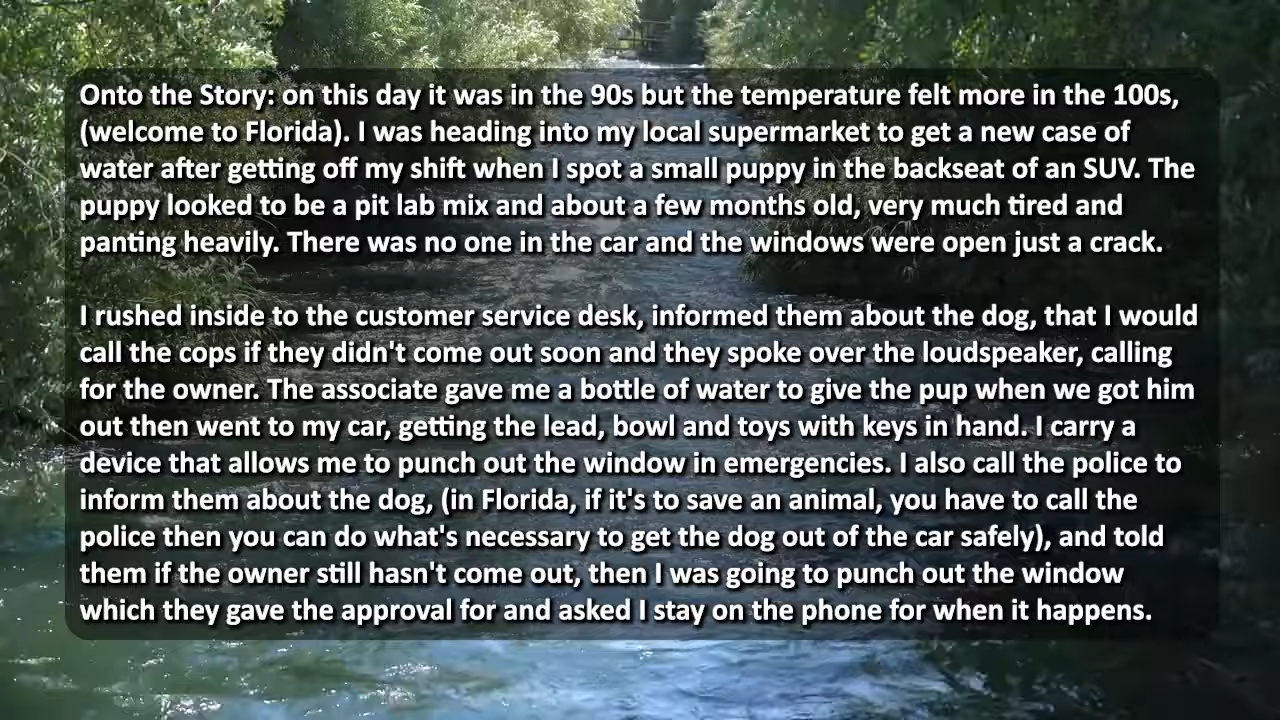 Onto the Story: on this day it was in the 90s but the temperature felt more in the 100s,
(welcome to Florida). I was heading into my local supermarket to get a new case of
water after getting off my shift when I spot a small puppy in the backseat of an SUV. The
puppy looked to be a pit lab mix and about a few months old, very much tired and
panting heavily. There was no one in the car and the windows were open just a crack.
I rushed inside to the customer service desk, informed them about the dog, that I would
call the cops if they didn't come out soon and they spoke over the loudspeaker, calling
for the owner. The associate gave me a bottle of water to give the pup when we got him
out then went to my car, getting the lead, bowl and toys with keys in hand. I carry a
device that allows me to punch out the window in emergencies. I also call the police to
inform them about the dog, (in Florida, if it's to save an animal, you have to call the
police then you can do what's necessary to get the dog out of the car safely), and told
them if the owner still hasn't come out, then I was going to punch out the window
which they gave the approval for and asked I stay on the phone for when it happens.